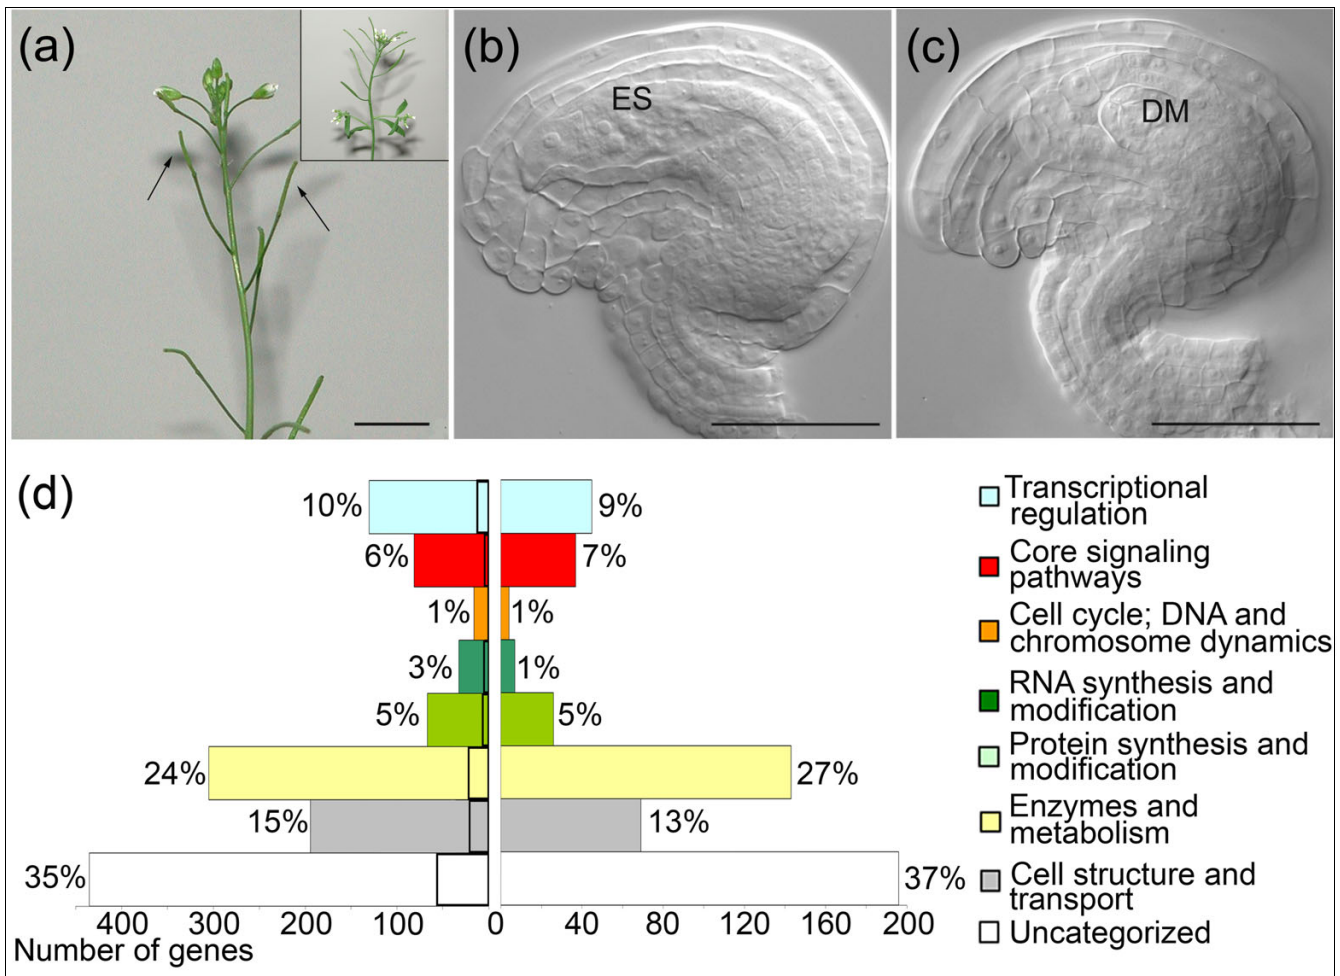 (a)
(b)
ES
(c)
DM
(d)
10%
9%
6%
7%
1%
1%
3%
1%
5%
5%
24%
27%
15%
13%
35%
37%
400 300 200 100 0 40 80 120 160 200
Number of genes
Transcriptional
regulation
Core signaling
pathways
Cell cycle; DNA and
chromosome dynamics
RNA synthesis and
modification
Protein synthesis and
modification
Enzymes and
metabolism
Cell structure and
transport
Uncategorized